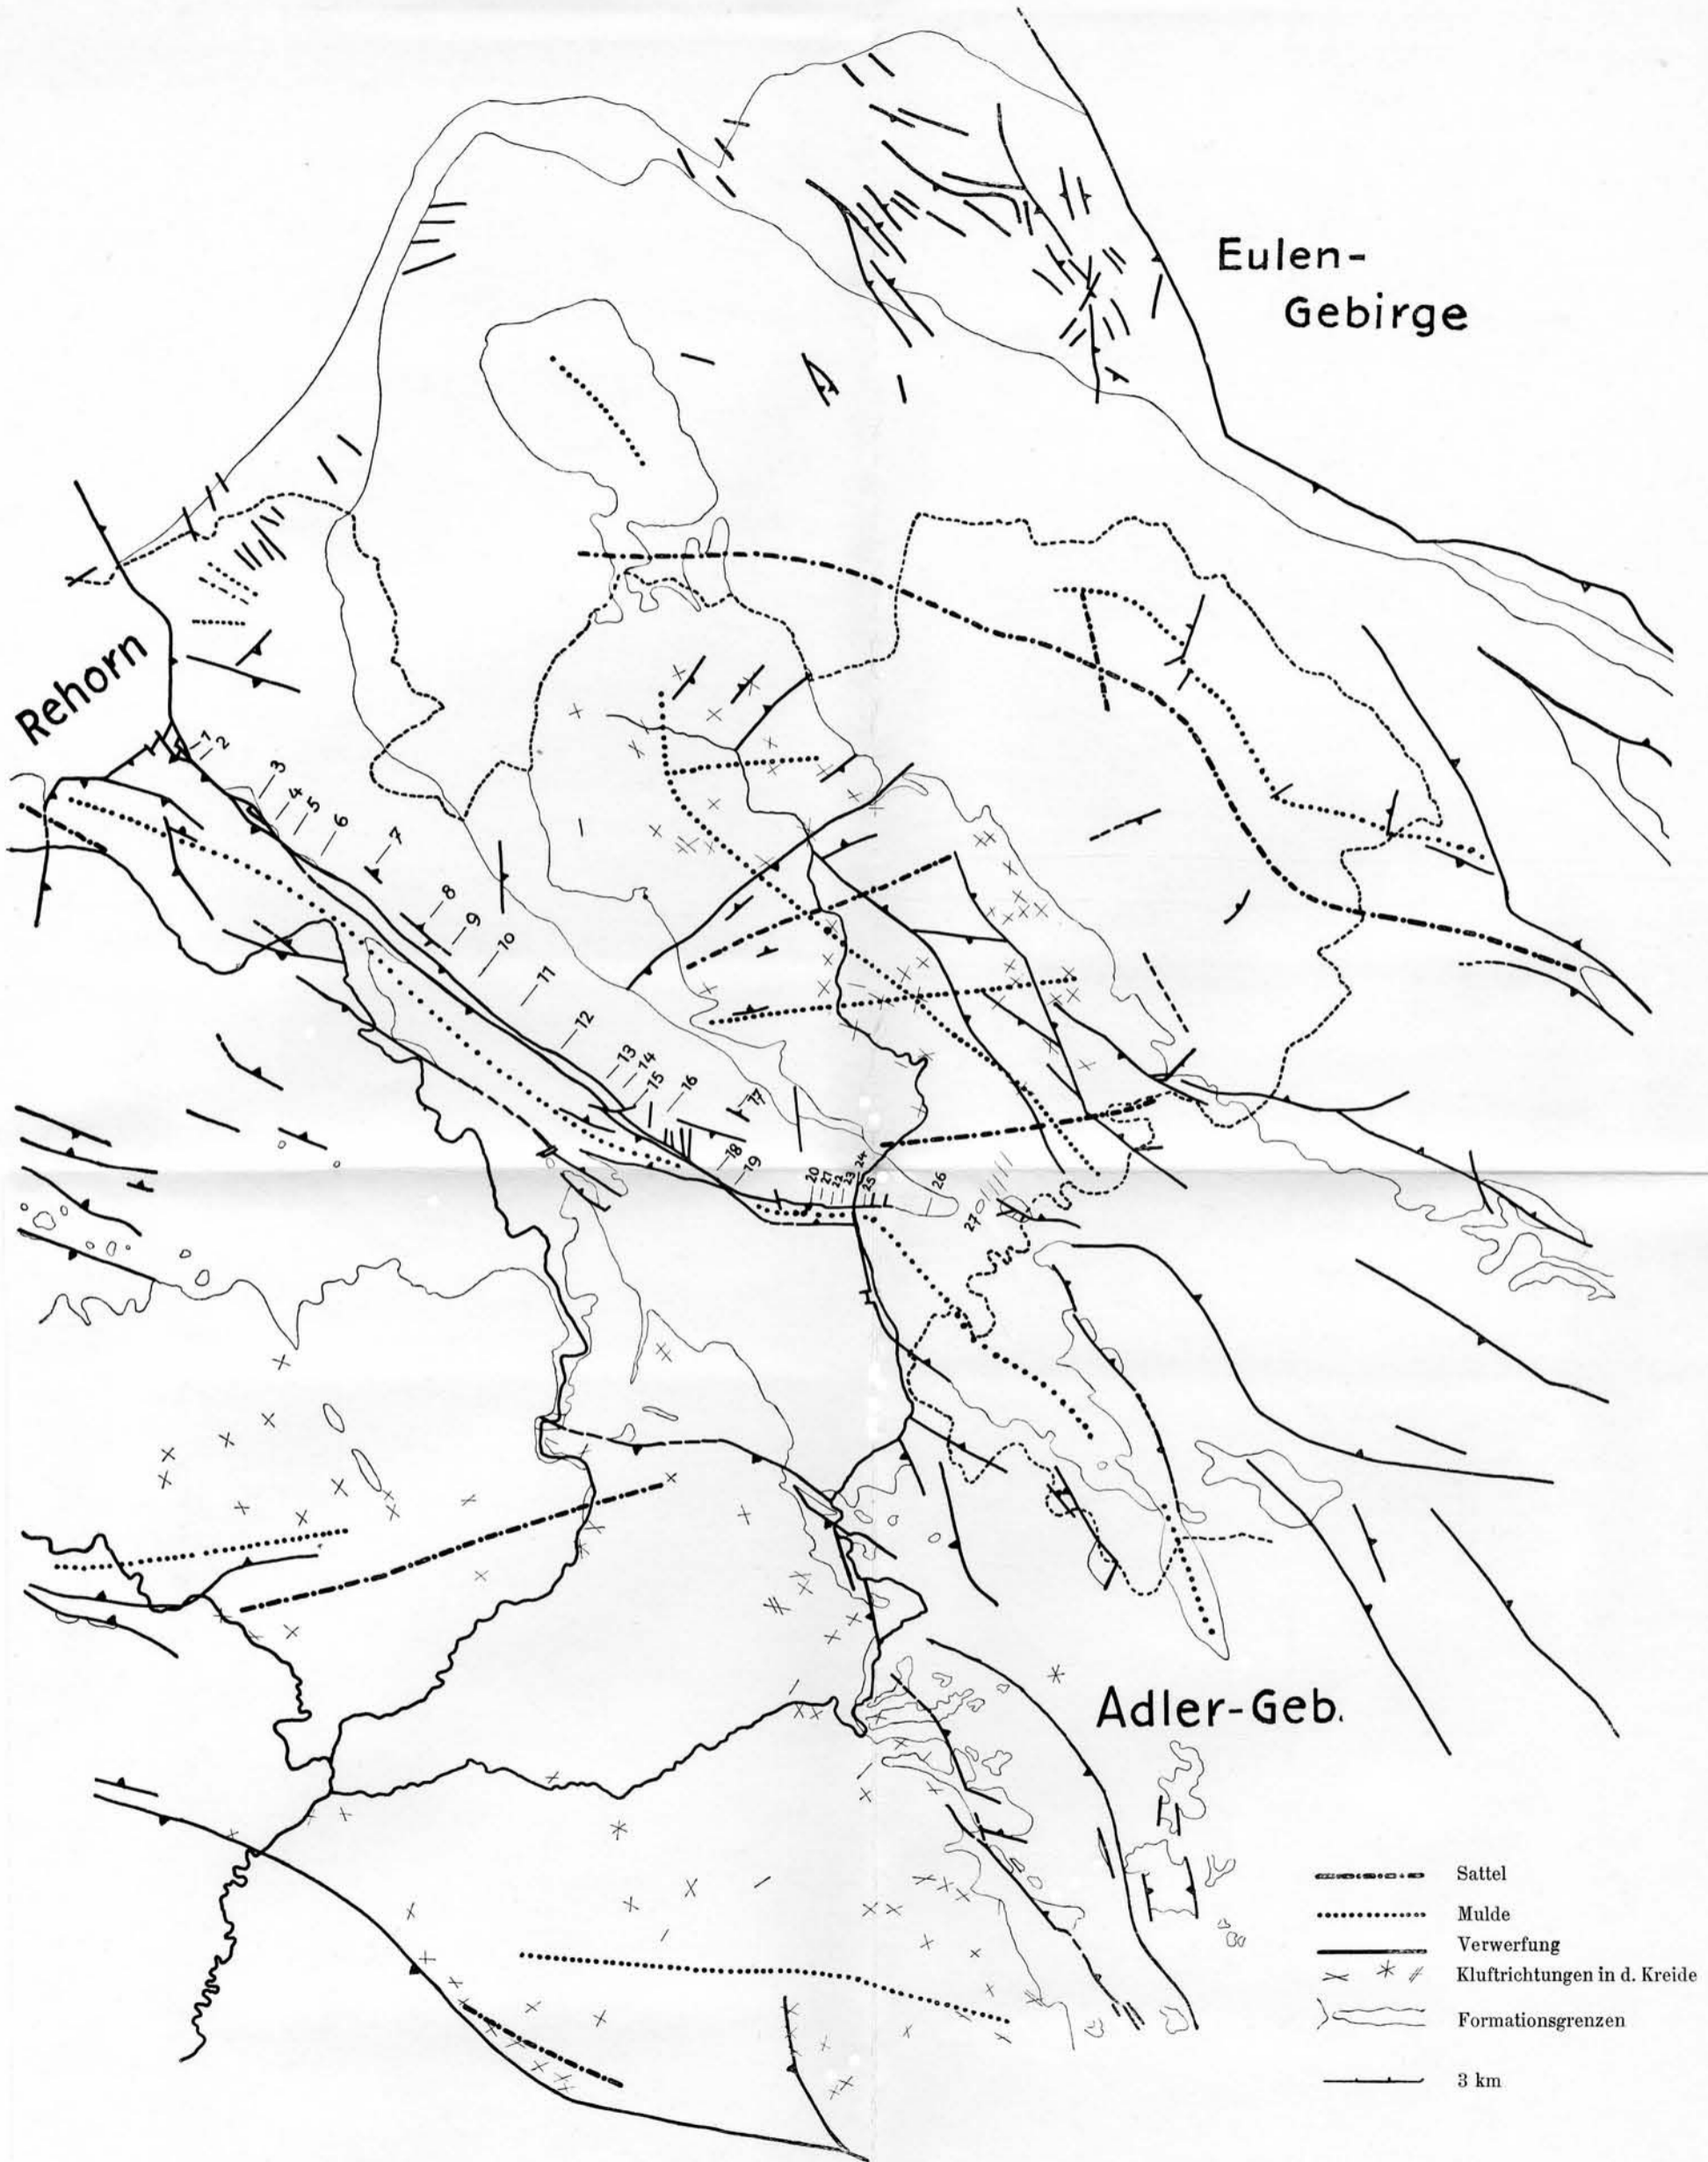 Eulen-
Gebirge
Rehorn
1
2
3
4
5
6
7
8
9
10
11
12
13
14
15
16
17
18
19
20
21
22
23
24
25
26
27
Adler-Geb.
Sattel
Mulde
Verwerfung
Kluftrichtungen in d. Kreide
Formationsgrenzen
3 km